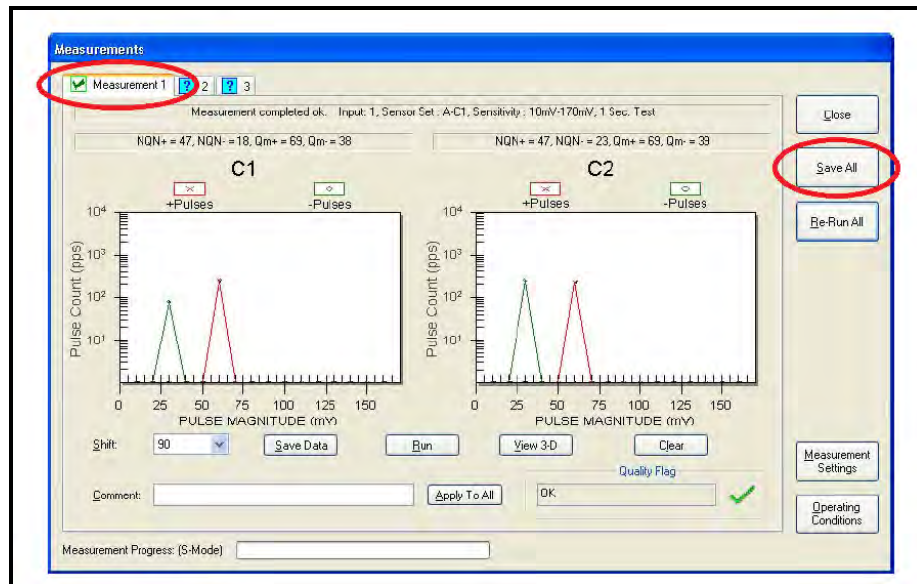 Measurements
Measurement 1 ? 2 ? 3
Measurement completed ok. Input: 1, Sensor Set : A-C1, Sensitivity : 10mV-170mV, 1 Sec. Test
NQN+ = 47, NQN- = 18, Qm+ = 69, Qm- = 38
C1
+Pulses -Pulses
Pulse Count (pps)
10⁴
10³
10²
10¹
0 25 50 75 100 125 150
PULSE MAGNITUDE (mV)
NQN+ = 47, NQN- = 23, Qm+ = 69, Qm- = 39
C2
+Pulses -Pulses
Pulse Count (pps)
10⁴
10³
10²
10¹
0 25 50 75 100 125 150
PULSE MAGNITUDE (mV)
Shift: 90 Save Data Run View 3-D Clear
Comment: Apply To All
Quality Flag
OK
Measurement Progress: (S-Mode)
Close
Save All
Re-Run All
Measurement
Settings
Operating
Conditions